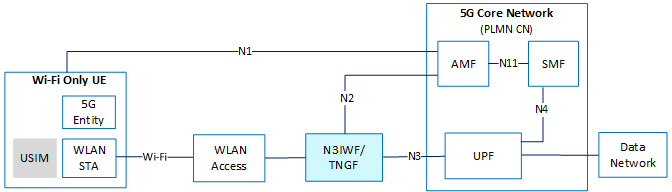 5G Core Network
(PLMN CN)
N1
AMF
N11
SMF
Wi-Fi Only UE
N2
N4
5G
Entity
USIM
WLAN
STA
Wi-Fi
WLAN
Access
N3IWF/
TNGF
N3
UPF
Data
Network